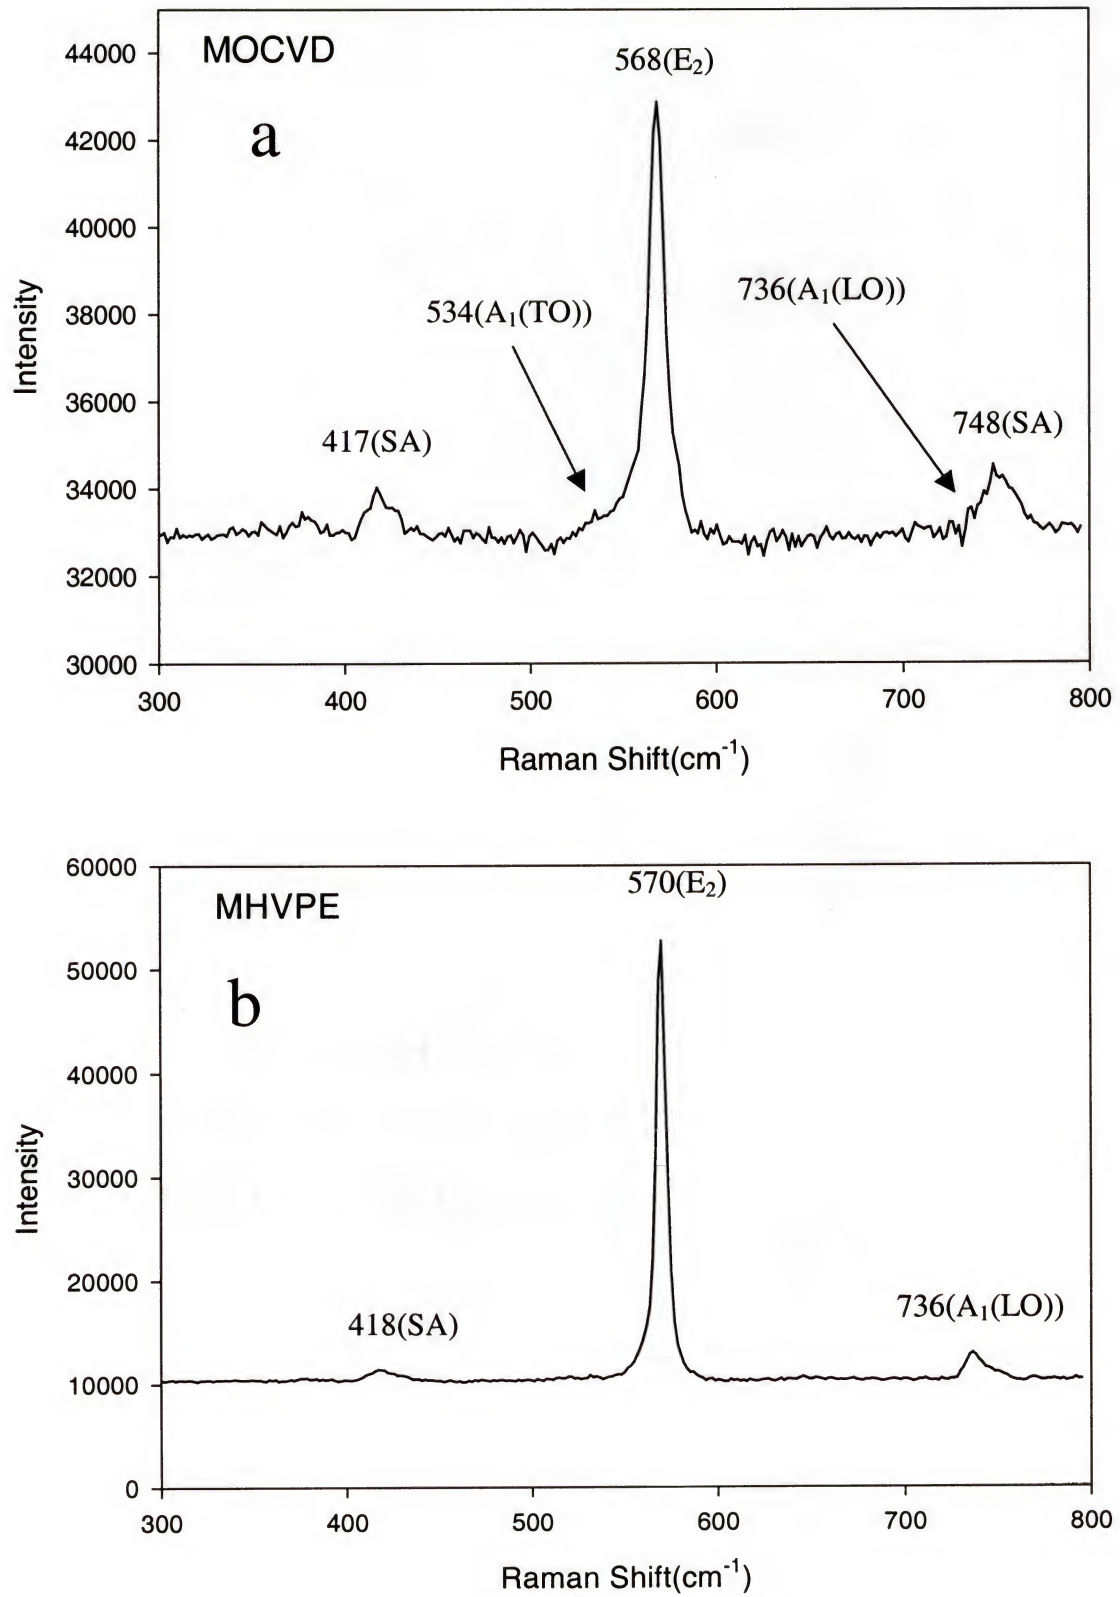 MOCVD
a
568(E₂)
534(A₁(TO))
736(A₁(LO))
417(SA)
748(SA)
Intensity
44000
42000
40000
38000
36000
34000
32000
30000
300 400 500 600 700 800
Raman Shift(cm⁻¹)
MHVPE
b
570(E₂)
418(SA)
736(A₁(LO))
Intensity
60000
50000
40000
30000
20000
10000
0
300 400 500 600 700 800
Raman Shift(cm⁻¹)